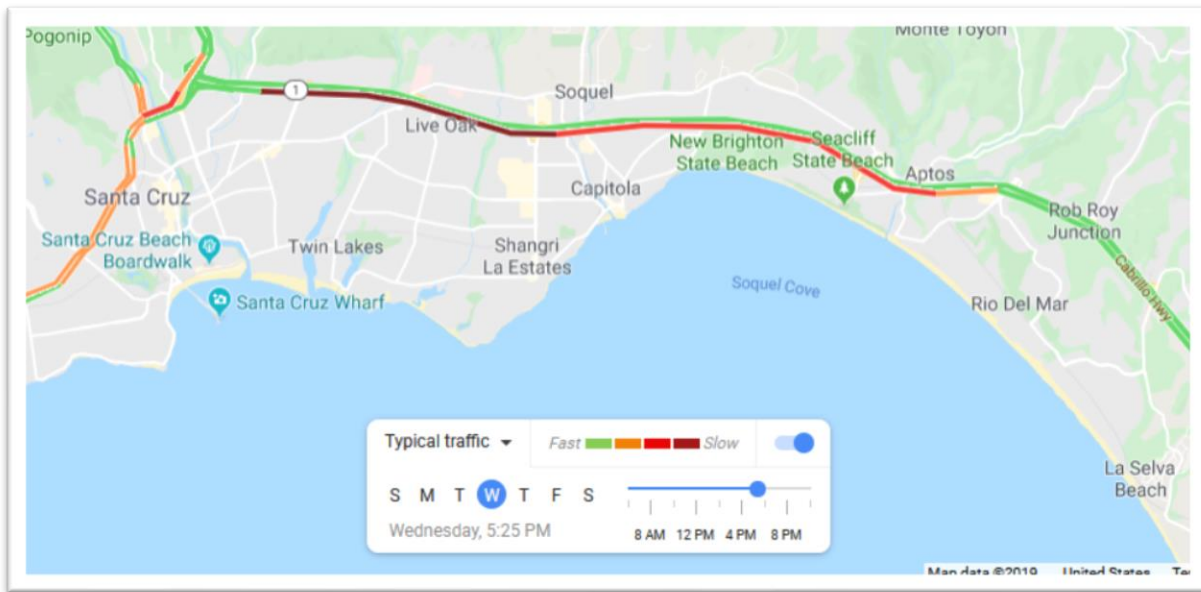 Pogonip
Monte Toyon
1
Soquel
Live Oak
New Brighton
State Beach
Seacliff
State Beach
Aptos
Santa Cruz
Capitola
Rob Roy
Junction
Santa Cruz Beach
Boardwalk
Twin Lakes
Shangri
La Estates
Cabrillo Hwy
Soquel Cove
Santa Cruz Wharf
Rio Del Mar
La Selva
Beach
Typical traffic
Fast Slow
S M T W T F S
Wednesday, 5:25 PM
8 AM 12 PM 4 PM 8 PM
Map data ©2019 United States